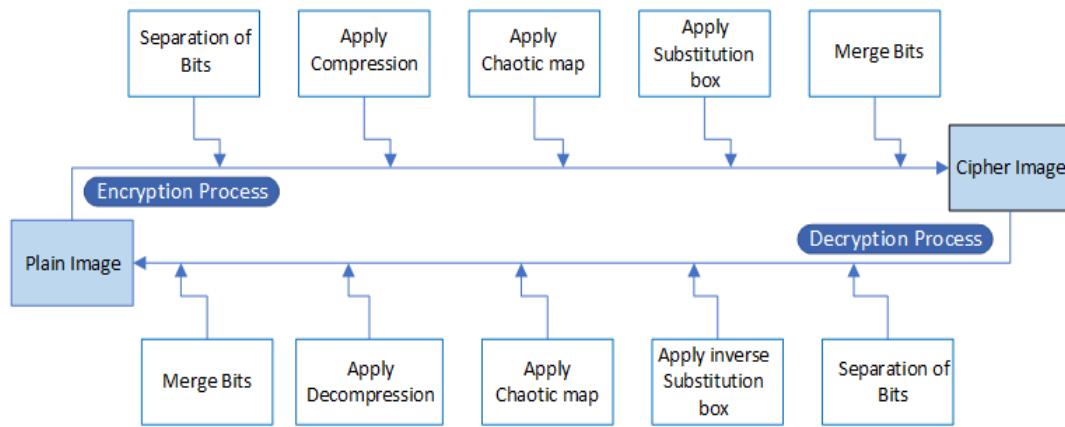 Separation of
Bits
Apply
Compression
Apply
Chaotic map
Apply
Substitution
box
Merge Bits
Cipher Image
Encryption Process
Decryption Process
Plain Image
Merge Bits
Apply
Decompression
Apply
Chaotic map
Apply inverse
Substitution
box
Separation of
Bits